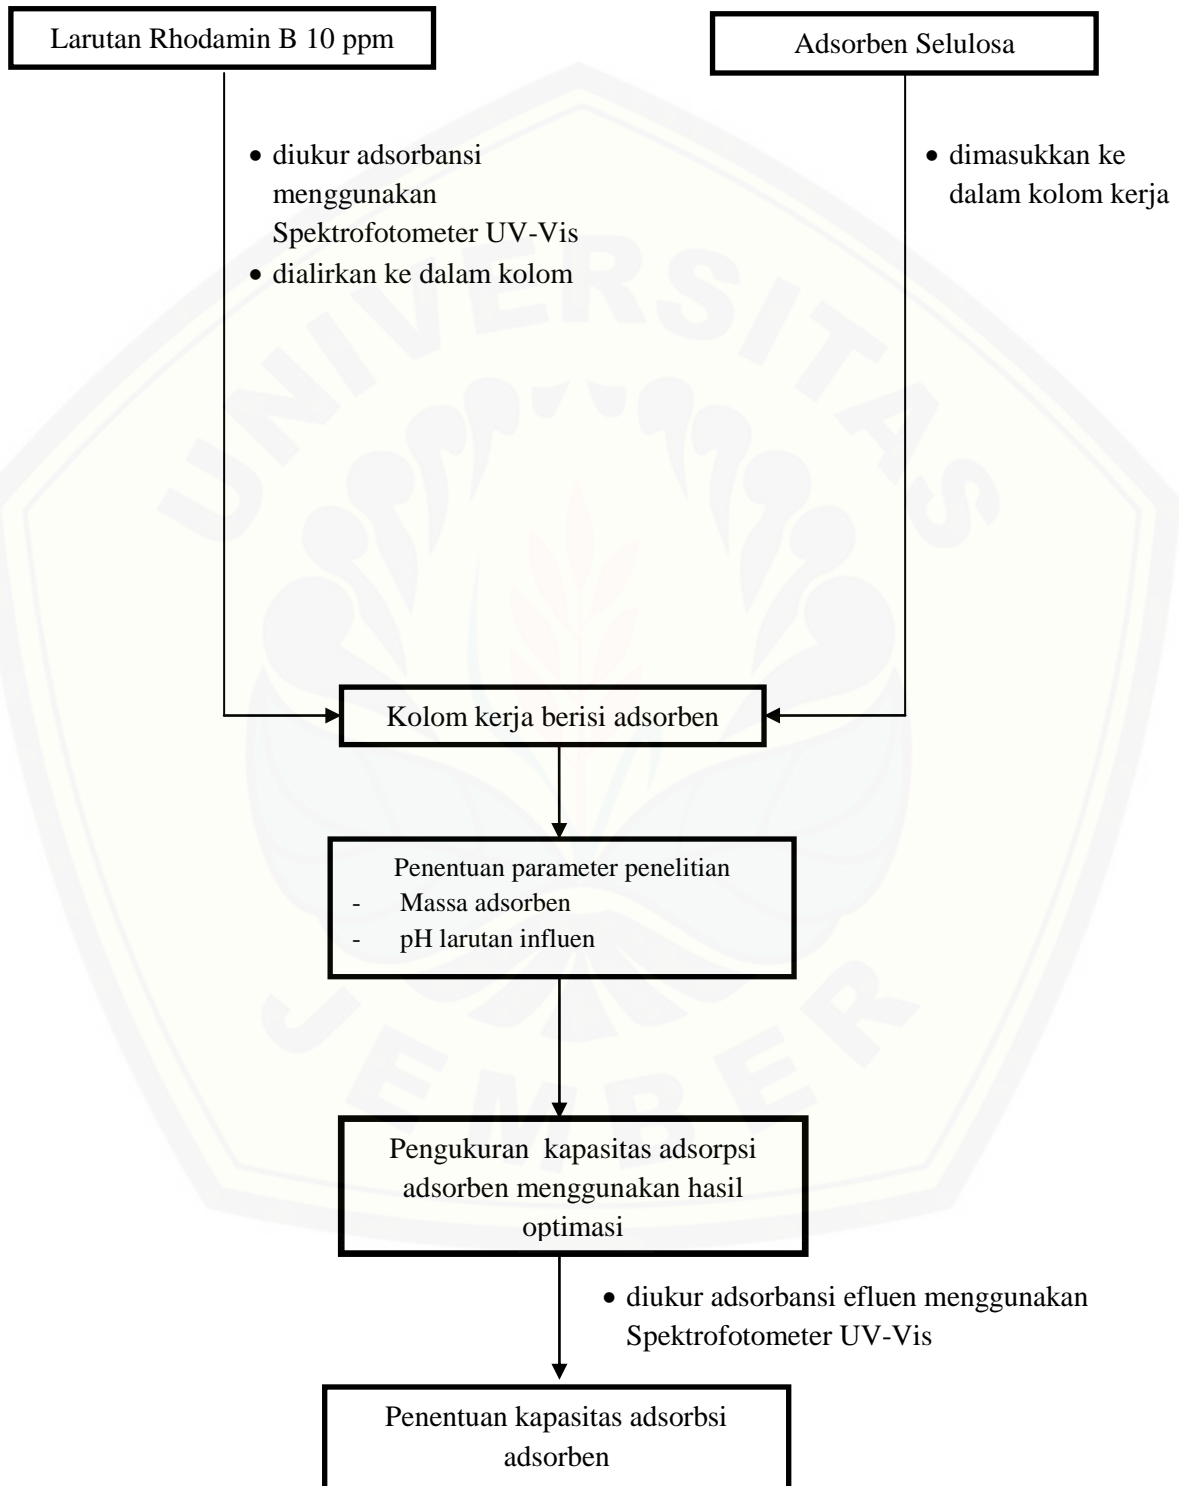 Larutan Rhodamin B 10 ppm
Adsorben Selulosa
• diukur adsorbansi
menggunakan
Spektrofotometer UV-Vis
• dialirkan ke dalam kolom
• dimasukkan ke
dalam kolom kerja
UNIVERSITAS
Kolom kerja berisi adsorben
Penentuan parameter penelitian
- Massa adsorben
- pH larutan influen
JEMBER
Pengukuran kapasitas adsorpsi
adsorben menggunakan hasil
optimasi
• diukur adsorbansi efluen menggunakan
Spektrofotometer UV-Vis
Penentuan kapasitas adsorbsi
adsorben